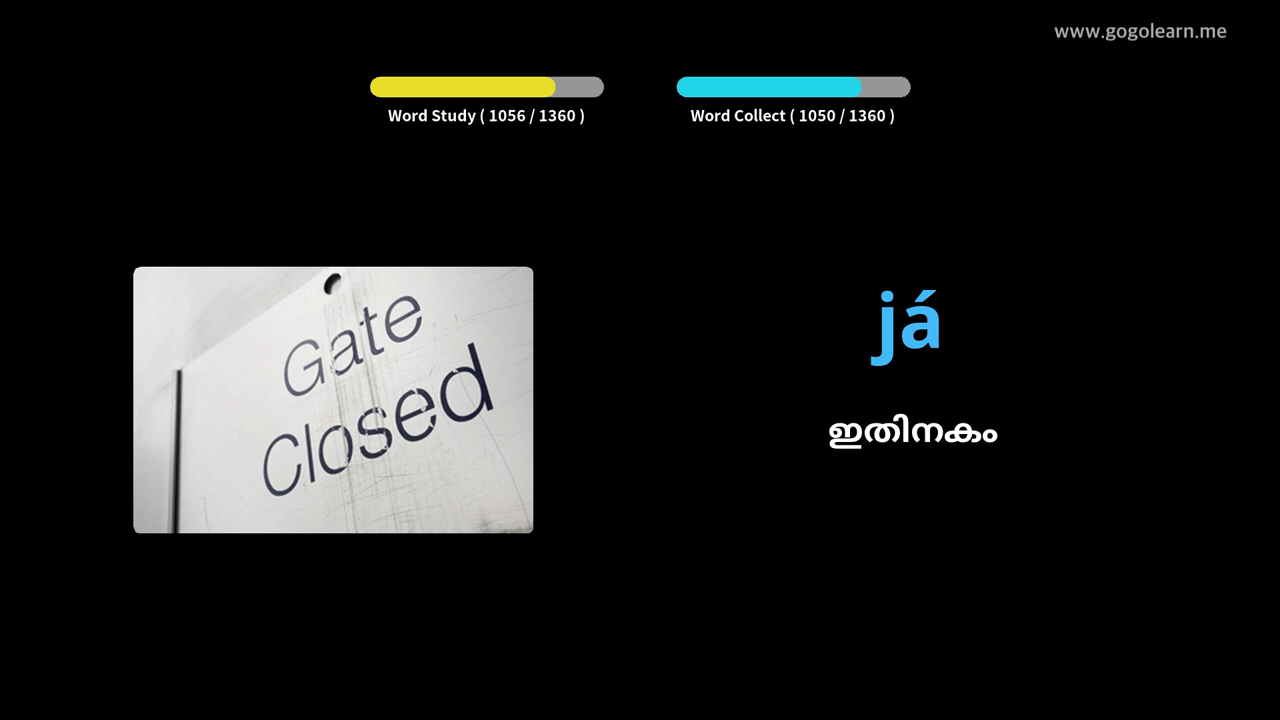 www.gogolearn.me
Word Study ( 1056 / 1360 )
Word Collect ( 1050 / 1360 )
Gate
Closed
já
ഇതിനകം